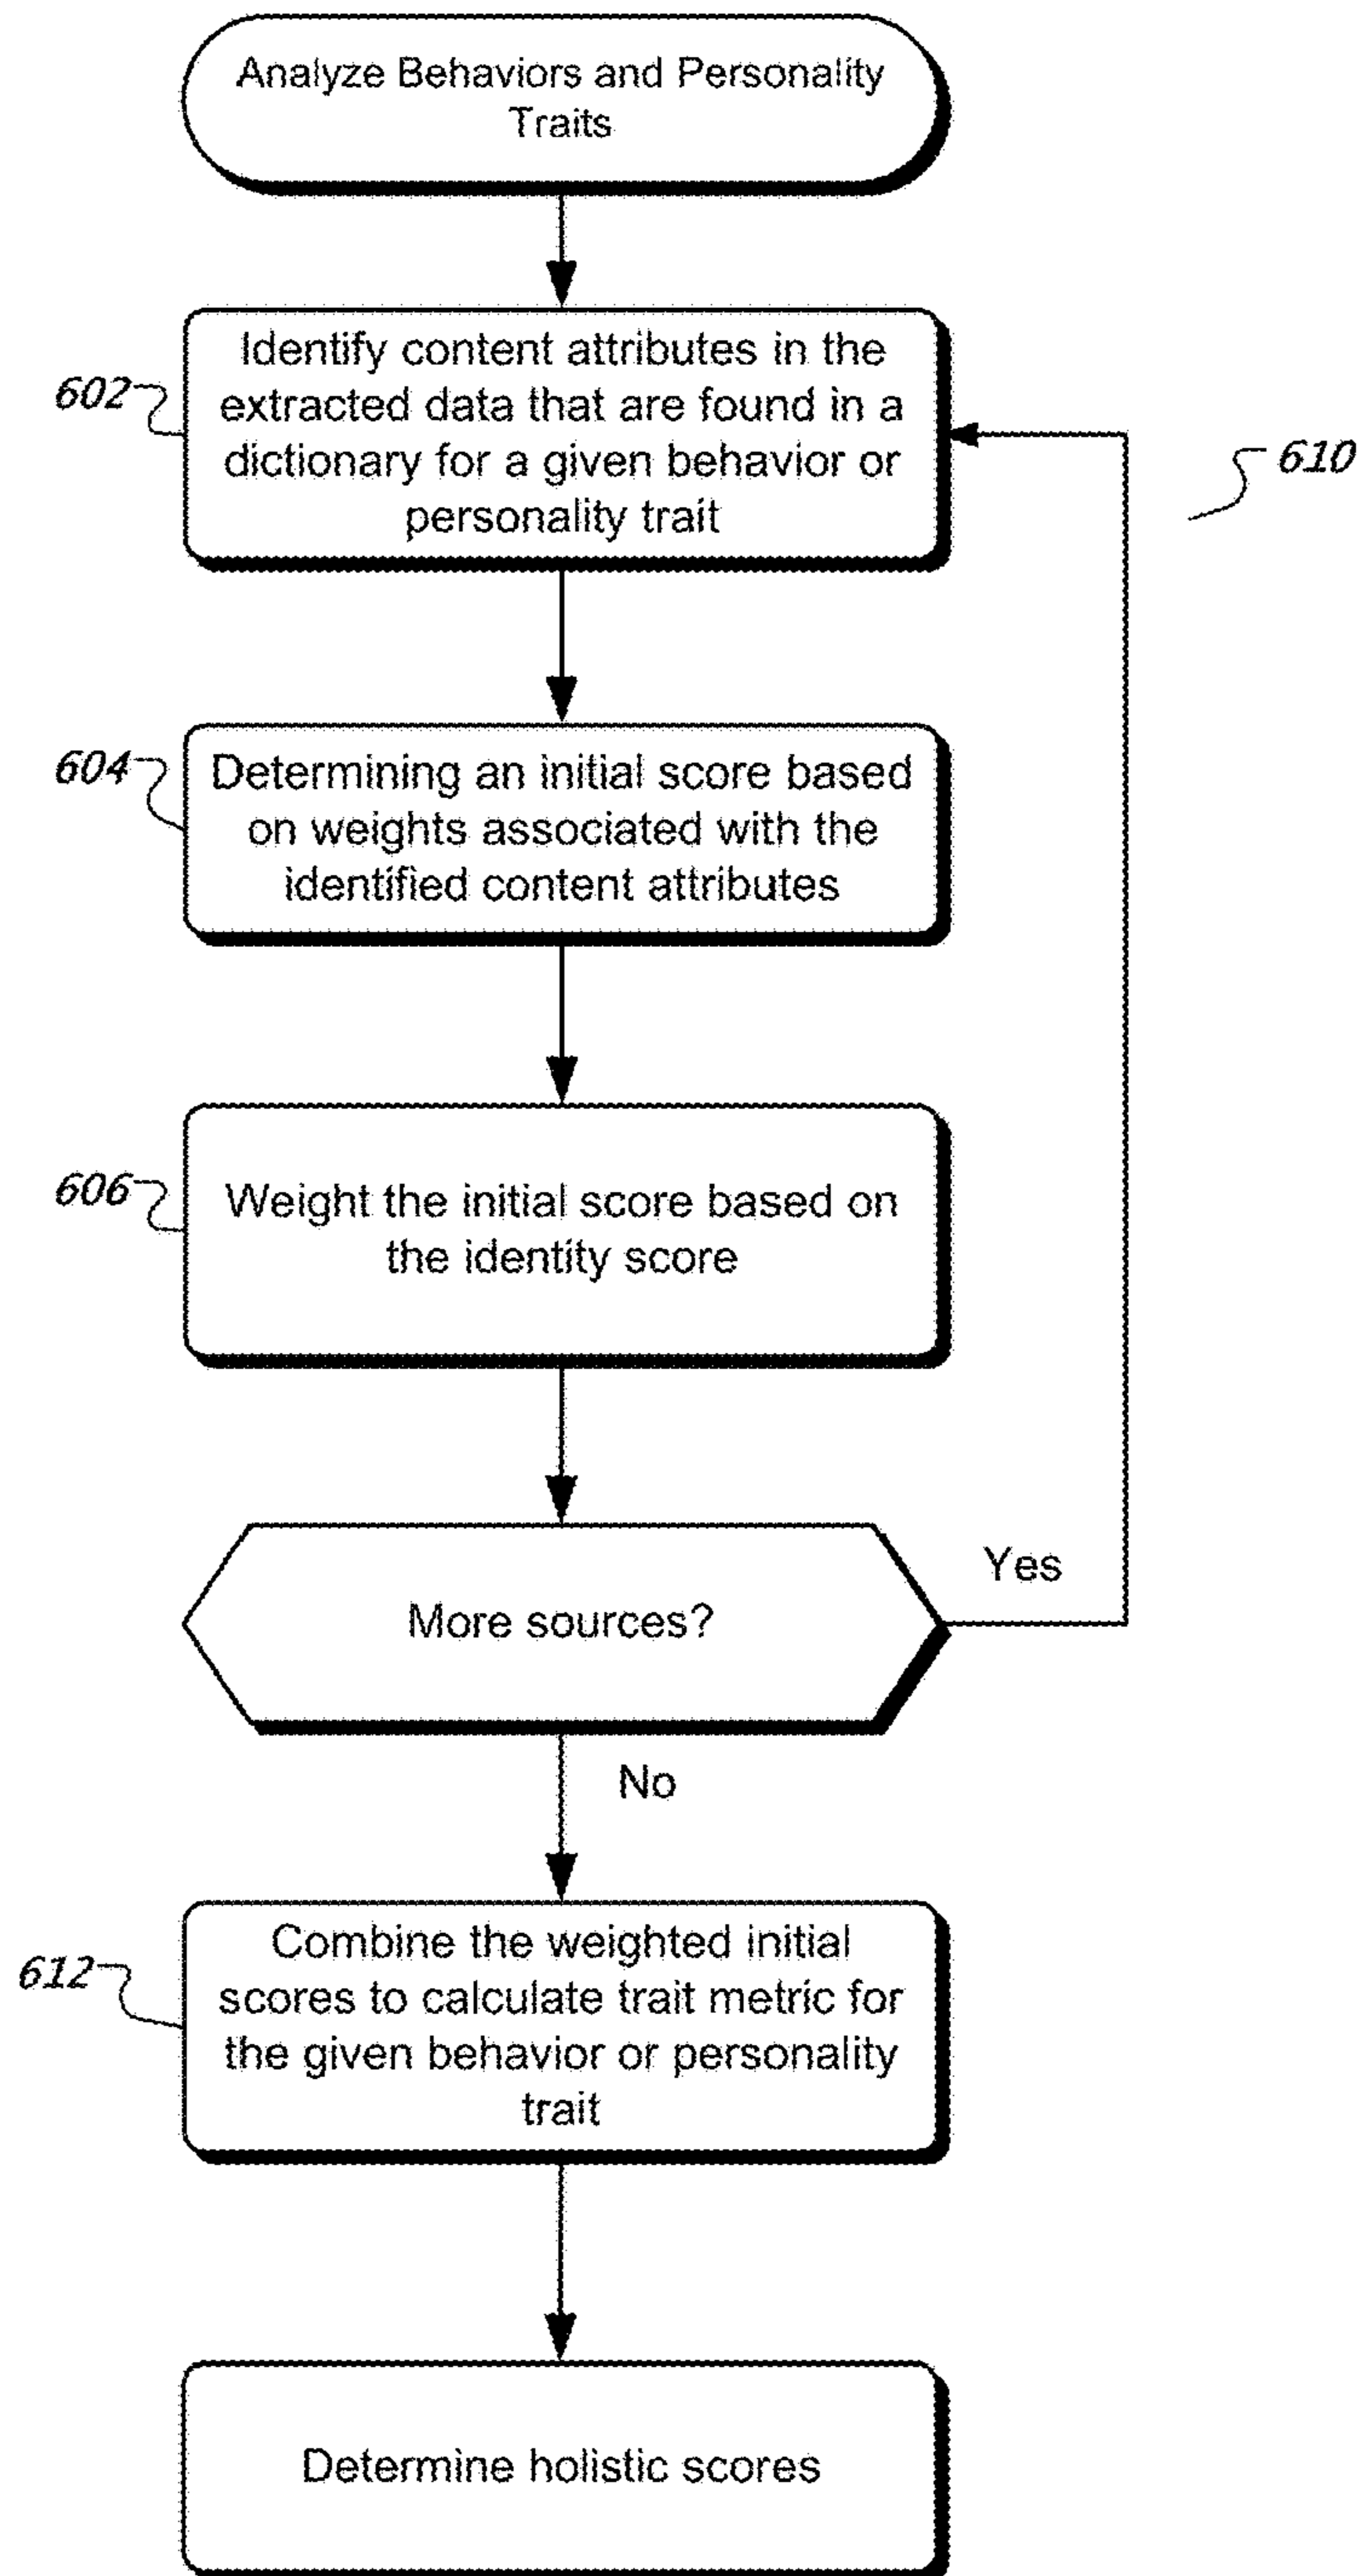 Analyze Behaviors and Personality
Traits
Identify content attributes in the
extracted data that are found in a
dictionary for a given behavior or
personality trait
602
610
Determining an initial score based
on weights associated with the
identified content attributes
604
Weight the initial score based on
the identity score
606
More sources?
Yes
No
Combine the weighted initial
scores to calculate trait metric for
the given behavior or personality
trait
612
Determine holistic scores